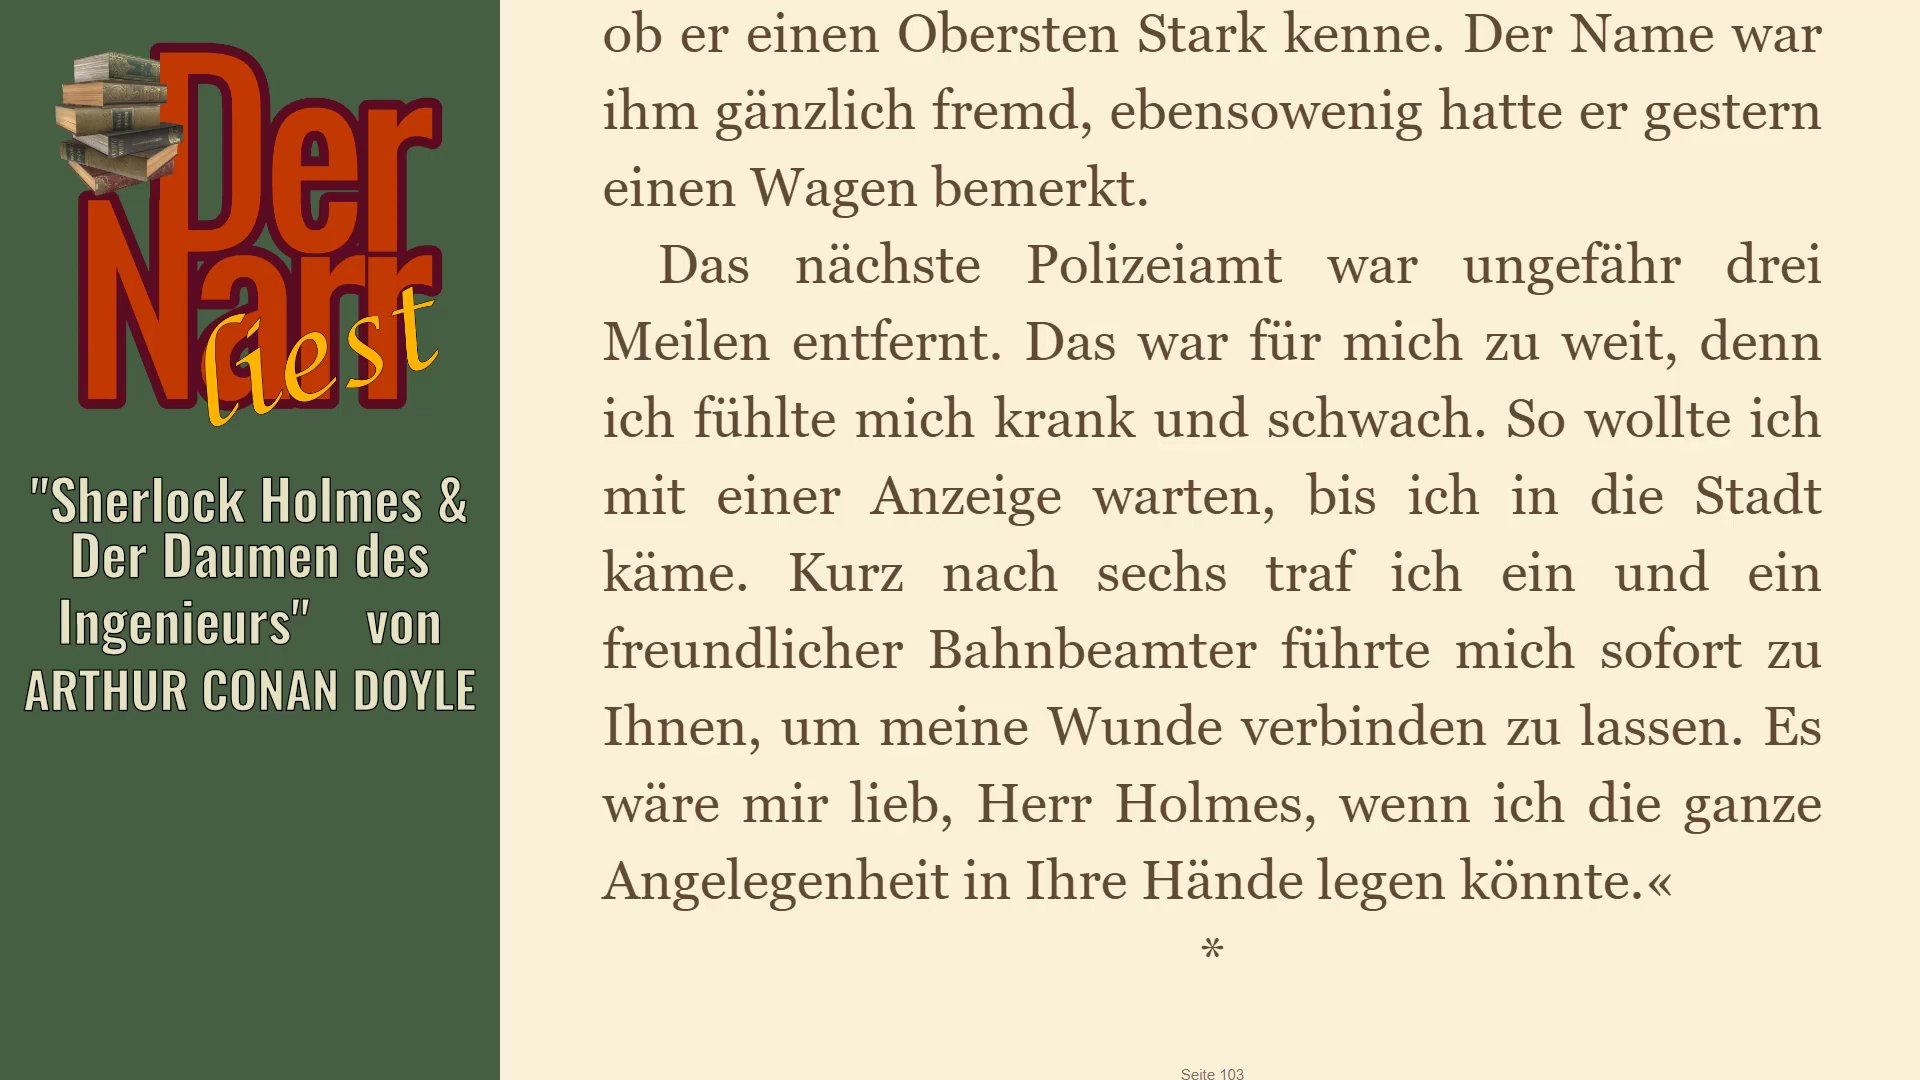 Der
Narr
liest
"Sherlock Holmes &
Der Daumen des
Ingenieurs" von
ARTHUR CONAN DOYLE
ob er einen Obersten Stark kenne. Der Name war
ihm gänzlich fremd, ebensowenig hatte er gestern
einen Wagen bemerkt.
Das nächste Polizeiamt war ungefähr drei
Meilen entfernt. Das war für mich zu weit, denn
ich fühlte mich krank und schwach. So wollte ich
mit einer Anzeige warten, bis ich in die Stadt
käme. Kurz nach sechs traf ich ein und ein
freundlicher Bahnbeamter führte mich sofort zu
Ihnen, um meine Wunde verbinden zu lassen. Es
wäre mir lieb, Herr Holmes, wenn ich die ganze
Angelegenheit in Ihre Hände legen könnte.«
*
Seite 103